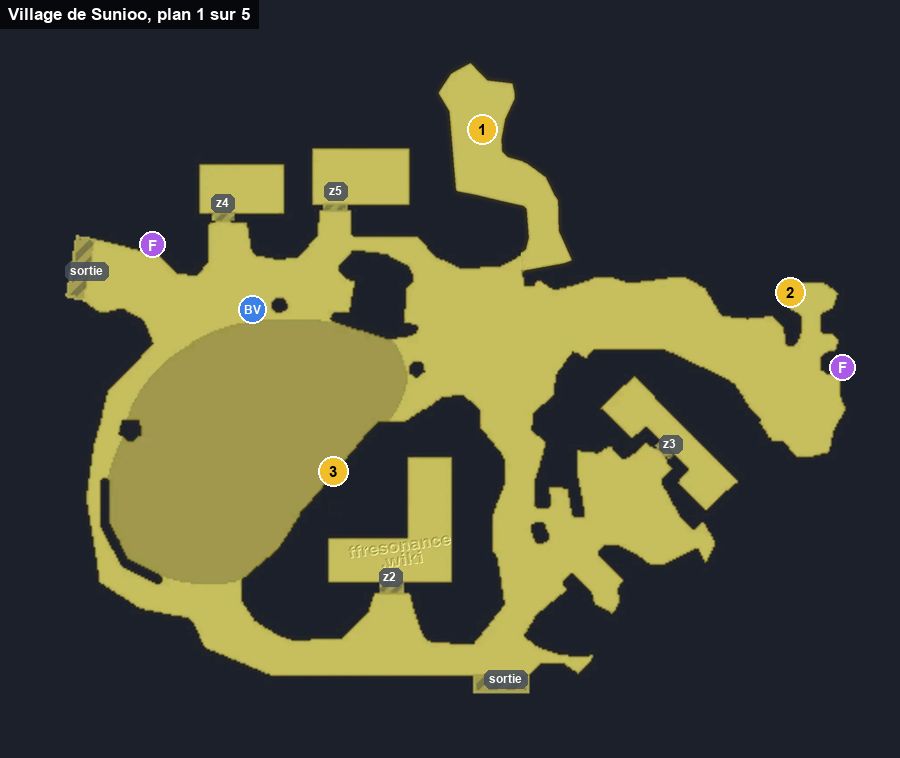 Village de Sunioo, plan 1 sur 5
1
z5
z4
F
sortie
2
BV
F
z3
3
ffresonance
.wiki
z2
sortie